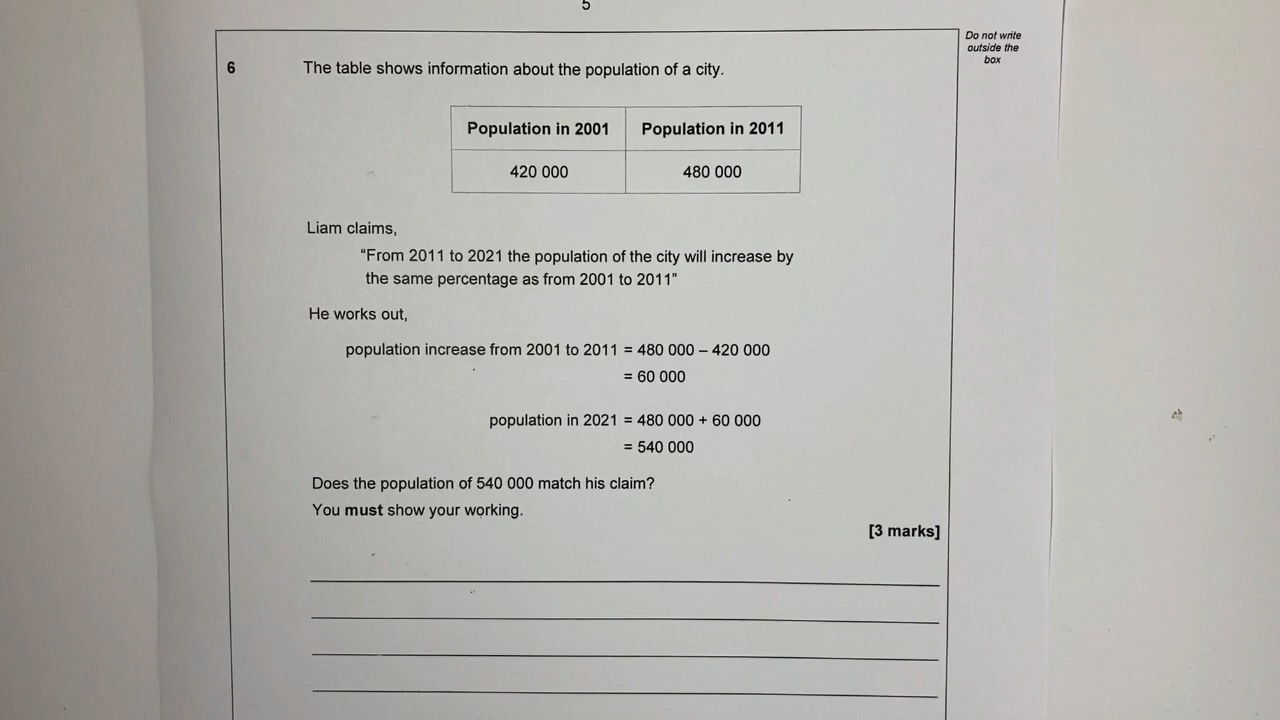 5
Do not write
outside the
box
6 The table shows information about the population of a city.
Population in 2001 Population in 2011
420 000 480 000
Liam claims,
“From 2011 to 2021 the population of the city will increase by
the same percentage as from 2001 to 2011”
He works out,
population increase from 2001 to 2011 = 480 000 – 420 000
= 60 000
population in 2021 = 480 000 + 60 000
= 540 000
Does the population of 540 000 match his claim?
You must show your working.
[3 marks]